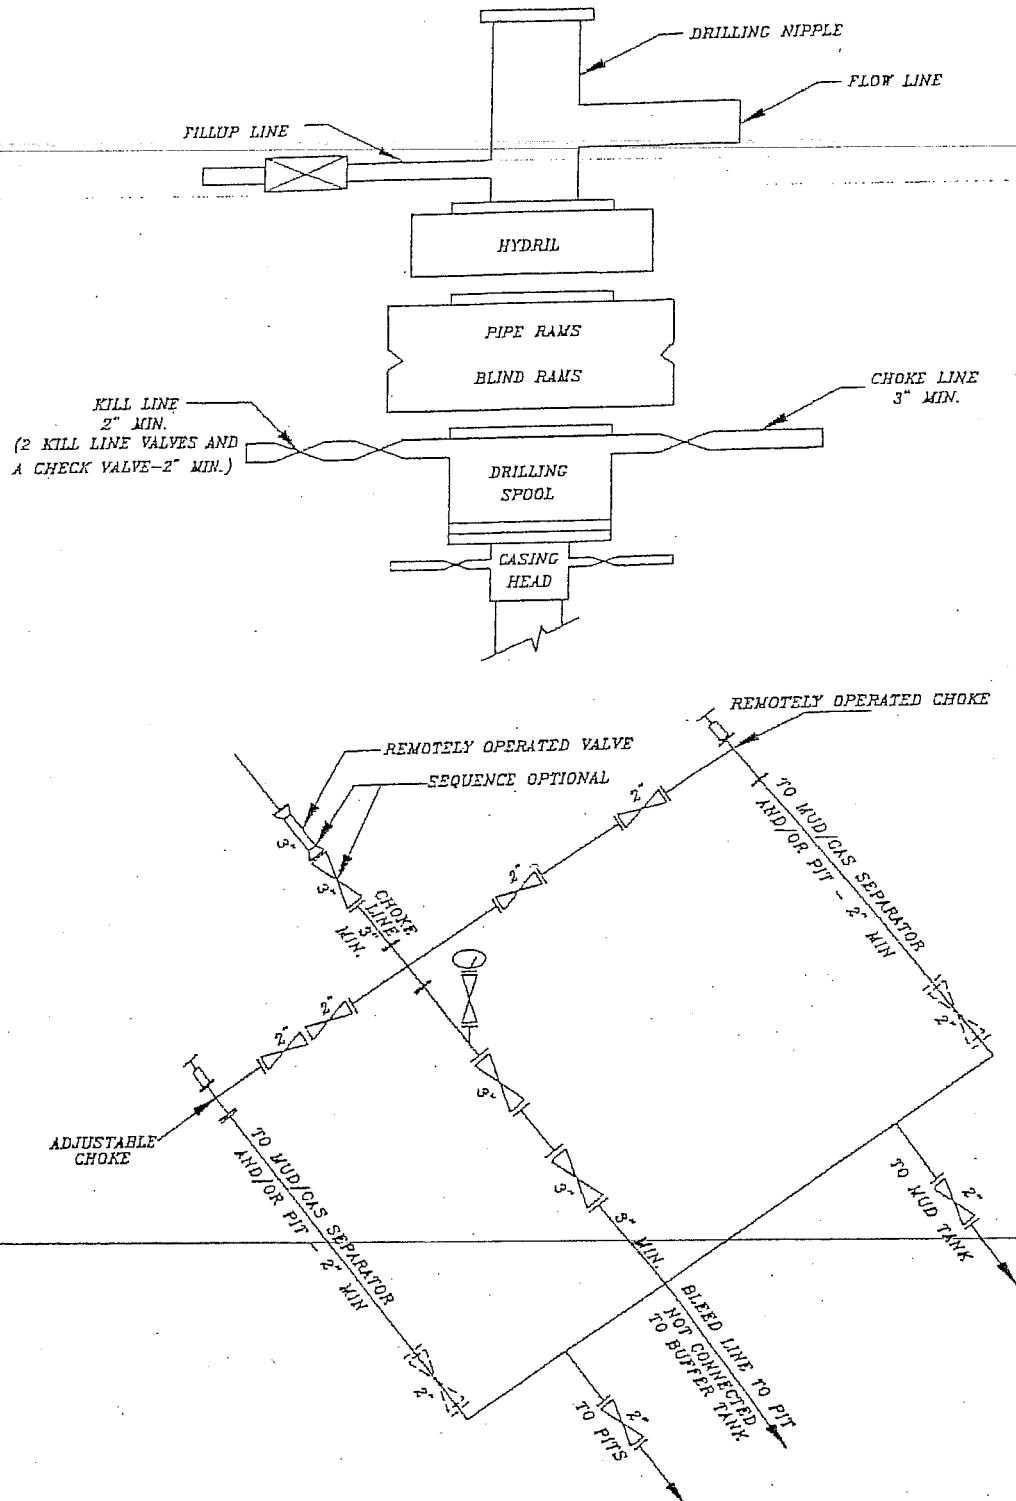 DRILLING NIPPLE
FLOW LINE
FILLUP LINE
HYDRIL
PIPE RAMS
BLIND RAMS
CHOKE LINE
3" MIN.
KILL LINE
2" MIN.
(2 KILL LINE VALVES AND
A CHECK VALVE-2" MIN.)
DRILLING
SPOOL
CASING
HEAD
REMOTELY OPERATED CHOKE
REMOTELY OPERATED VALVE
SEQUENCE OPTIONAL
3"
3"
CHOKE
LINE
3"
MIN.
2"
2"
TO MUD/GAS SEPARATOR
AND/OR PIT - 2" MIN
2"
2"
2"
3"
ADJUSTABLE
CHOKE
TO MUD/GAS SEPARATOR
AND/OR PIT - 2" MIN
3"
3" MIN.
2"
TO MUD TANK
BLEED LINE TO PIT
NOT CONNECTED
TO BUFFER TANK
2"
2"
TO PITS